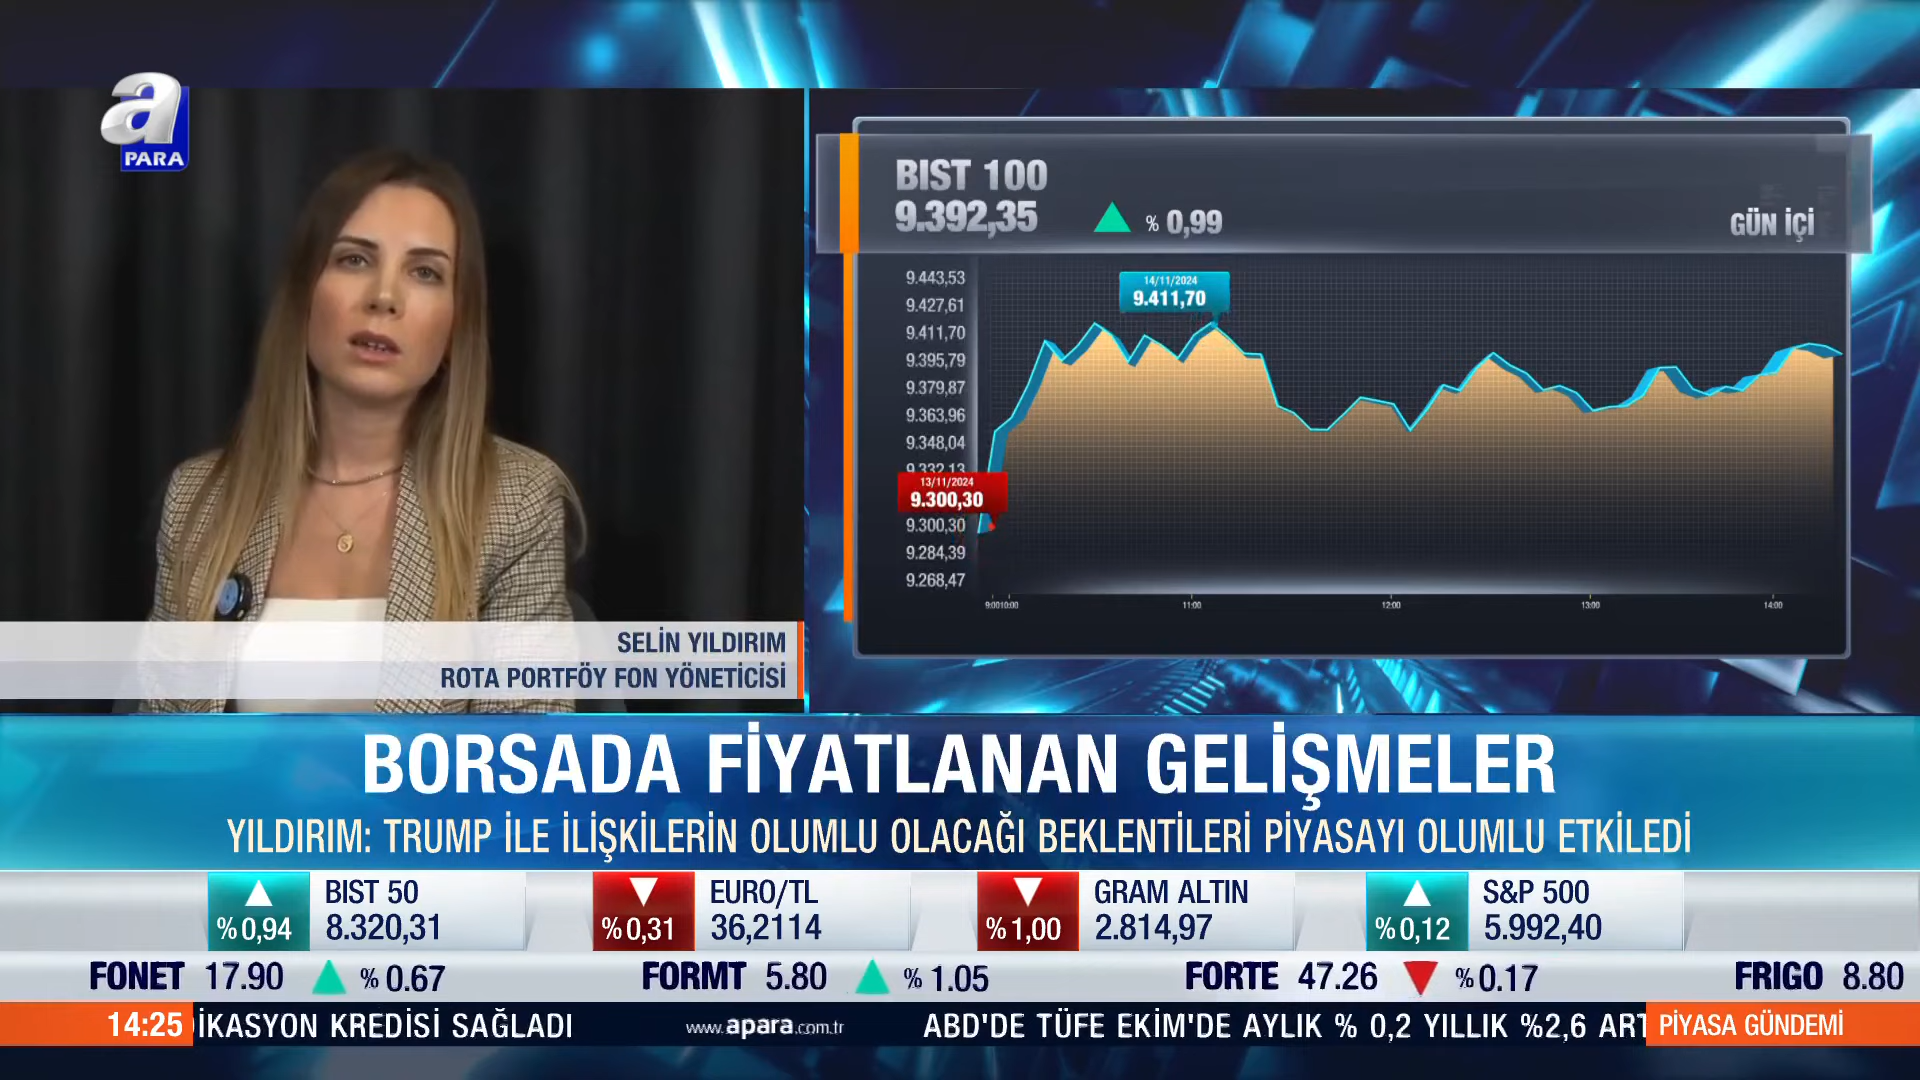 a
PARA
BIST 100
9.392,35
% 0,99
GÜN İÇİ
9.443,53
9.427,61
9.411,70
9.395,79
9.379,87
9.363,96
9.348,04
9.332,13
9.300,30
9.284,39
9.268,47
14/11/2024
9.411,70
13/11/2024
9.300,30
9:00 10:00 11:00 12:00 13:00 14:00
SELİN YILDIRIM
ROTA PORTFÖY FON YÖNETİCİSİ
BORSADA FİYATLANAN GELİŞMELER
YILDIRIM: TRUMP İLE İLİŞKİLERİN OLUMLU OLACAĞI BEKLENTİLERİ PİYASAYI OLUMLU ETKİLEDİ
% 0,94 BIST 50 8.320,31
% 0,31 EURO/TL 36,2114
% 1,00 GRAM ALTIN 2.814,97
% 0,12 S&P 500 5.992,40
FONET 17.90 % 0.67 FORMT 5.80 % 1.05 FORTE 47.26 % 0.17 FRIGO 8.80
14:25 İKASYON KREDİSİ SAĞLADI www.apara.com.tr ABD'DE TÜFE EKİM'DE AYLIK % 0,2 YILLIK %2,6 ART PİYASA GÜNDEMİ